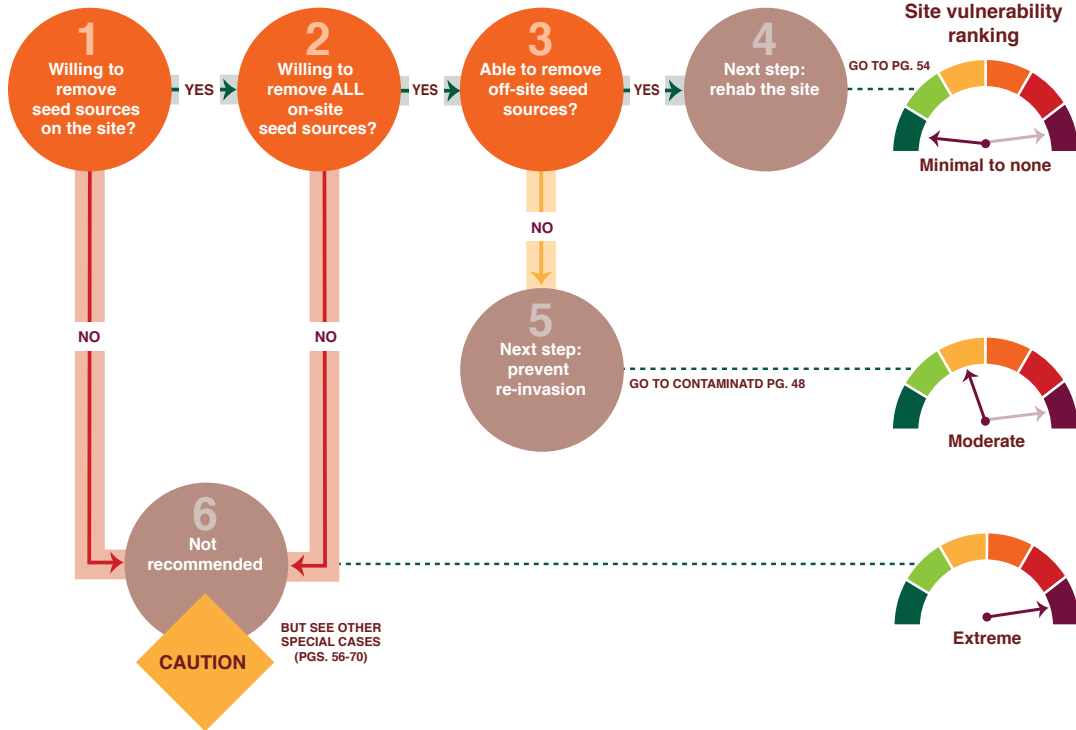 1
Willing to
remove
seed sources
on the site?
YES
2
Willing to
remove ALL
on-site
seed sources?
YES
3
Able to remove
off-site seed
sources?
YES
4
Next step:
rehab the site
GO TO PG. 54
Site vulnerability
ranking
Minimal to none
NO
NO
NO
5
Next step:
prevent
re-invasion
GO TO CONTAMINATD PG. 48
Moderate
6
Not
recommended
CAUTION
BUT SEE OTHER
SPECIAL CASES
(PGS. 56-70)
Extreme